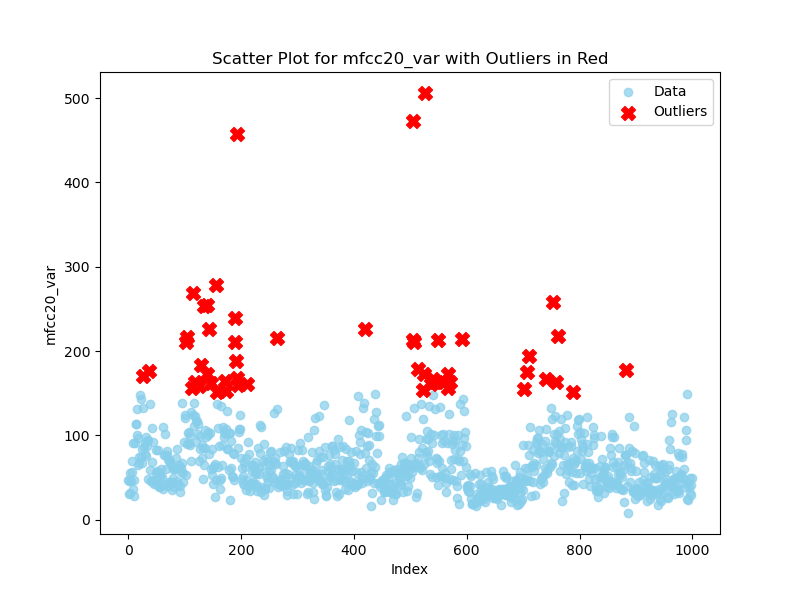 Scatter Plot for mfcc20_var with Outliers in Red
Data
Outliers
500
400
300
200
100
0
mfcc20_var
0 200 400 600 800 1000
Index